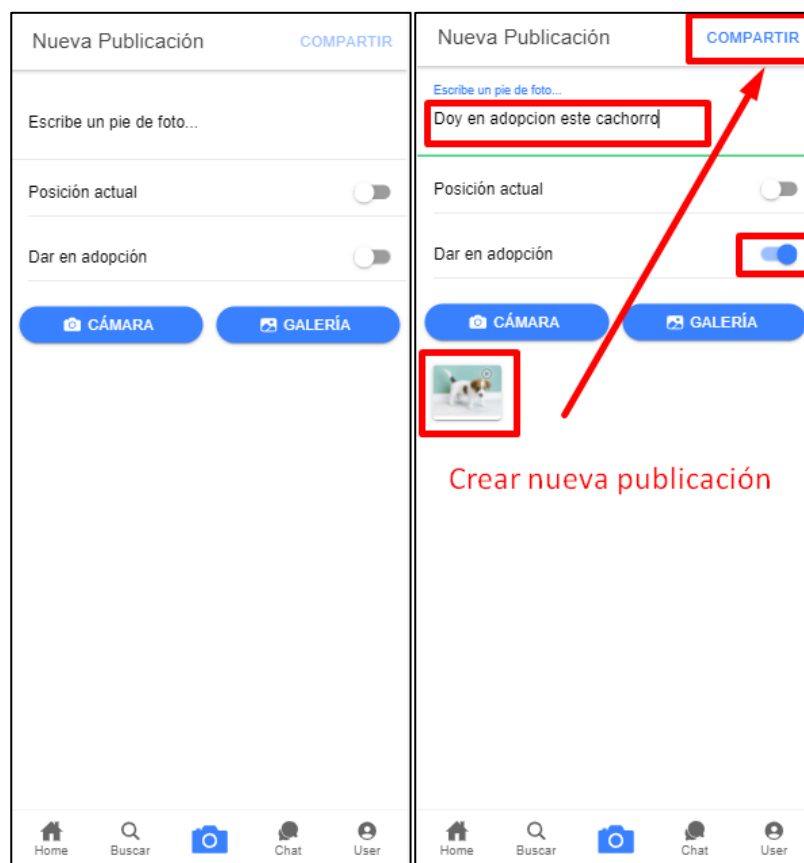 Nueva Publicación COMPARTIR
Escribe un pie de foto...
Posición actual
Dar en adopción
CÁMARA GALERÍA
Home Buscar Chat User
Nueva Publicación COMPARTIR
Escribe un pie de foto...
Doy en adopcion este cachorro
Posición actual
Dar en adopción
CÁMARA GALERÍA
Crear nueva publicación
Home Buscar Chat User